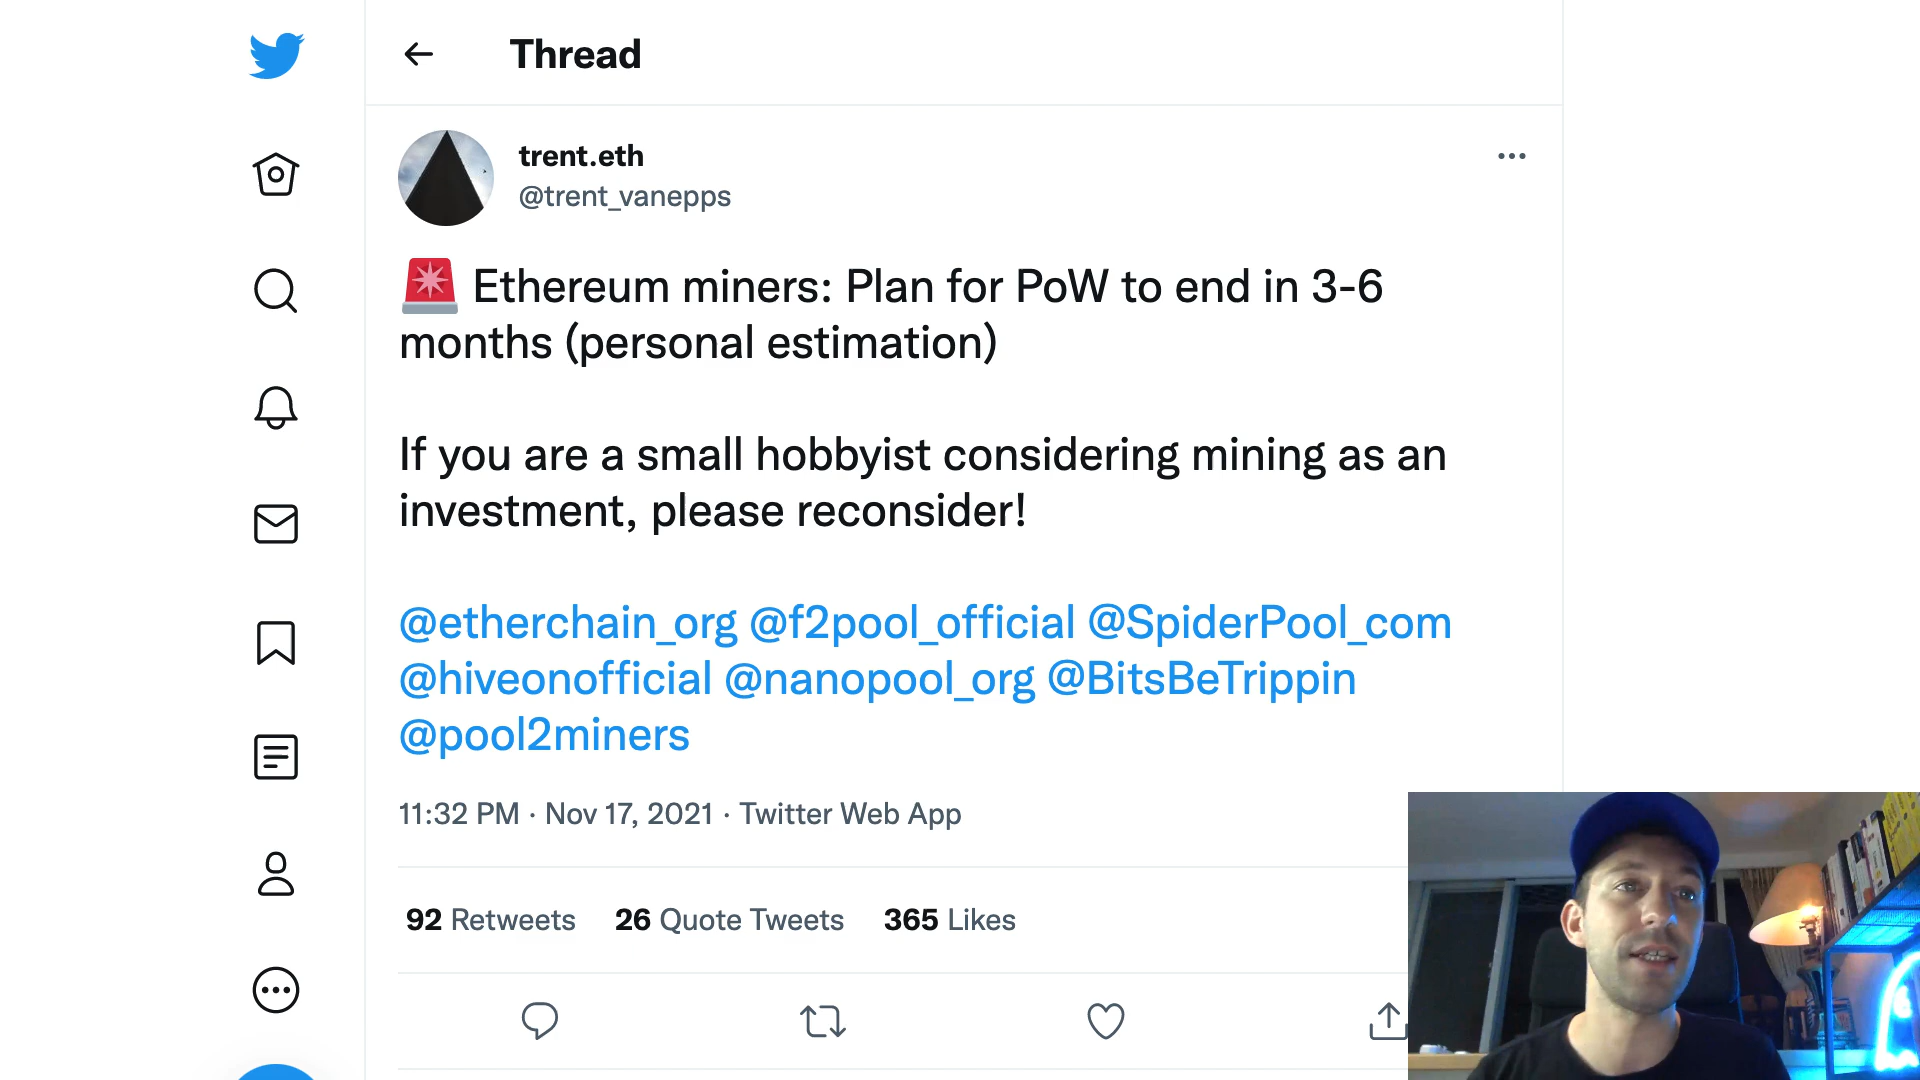 Thread
trent.eth
@trent_vanepps
🚨 Ethereum miners: Plan for PoW to end in 3-6
months (personal estimation)
If you are a small hobbyist considering mining as an
investment, please reconsider!
@etherchain_org @f2pool_official @SpiderPool_com
@hiveonofficial @nanopool_org @BitsBeTrippin
@pool2miners
11:32 PM · Nov 17, 2021 · Twitter Web App
92 Retweets 26 Quote Tweets 365 Likes